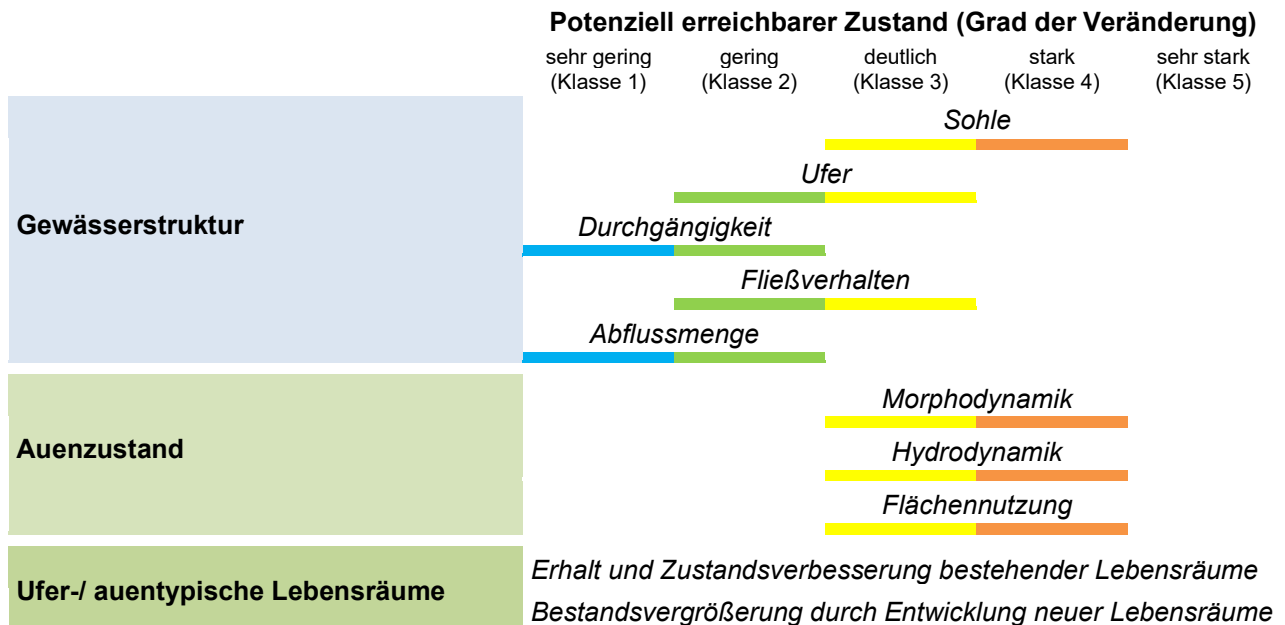 Potenziell erreichbarer Zustand (Grad der Veränderung)
sehr gering gering deutlich stark sehr stark
(Klasse 1) (Klasse 2) (Klasse 3) (Klasse 4) (Klasse 5)
Sohle
Ufer
Gewässerstruktur
Durchgängigkeit
Fließverhalten
Abflussmenge
Morphodynamik
Auenzustand
Hydrodynamik
Flächennutzung
Ufer-/ auentypische Lebensräume
Erhalt und Zustandsverbesserung bestehender Lebensräume
Bestandsvergrößerung durch Entwicklung neuer Lebensräume